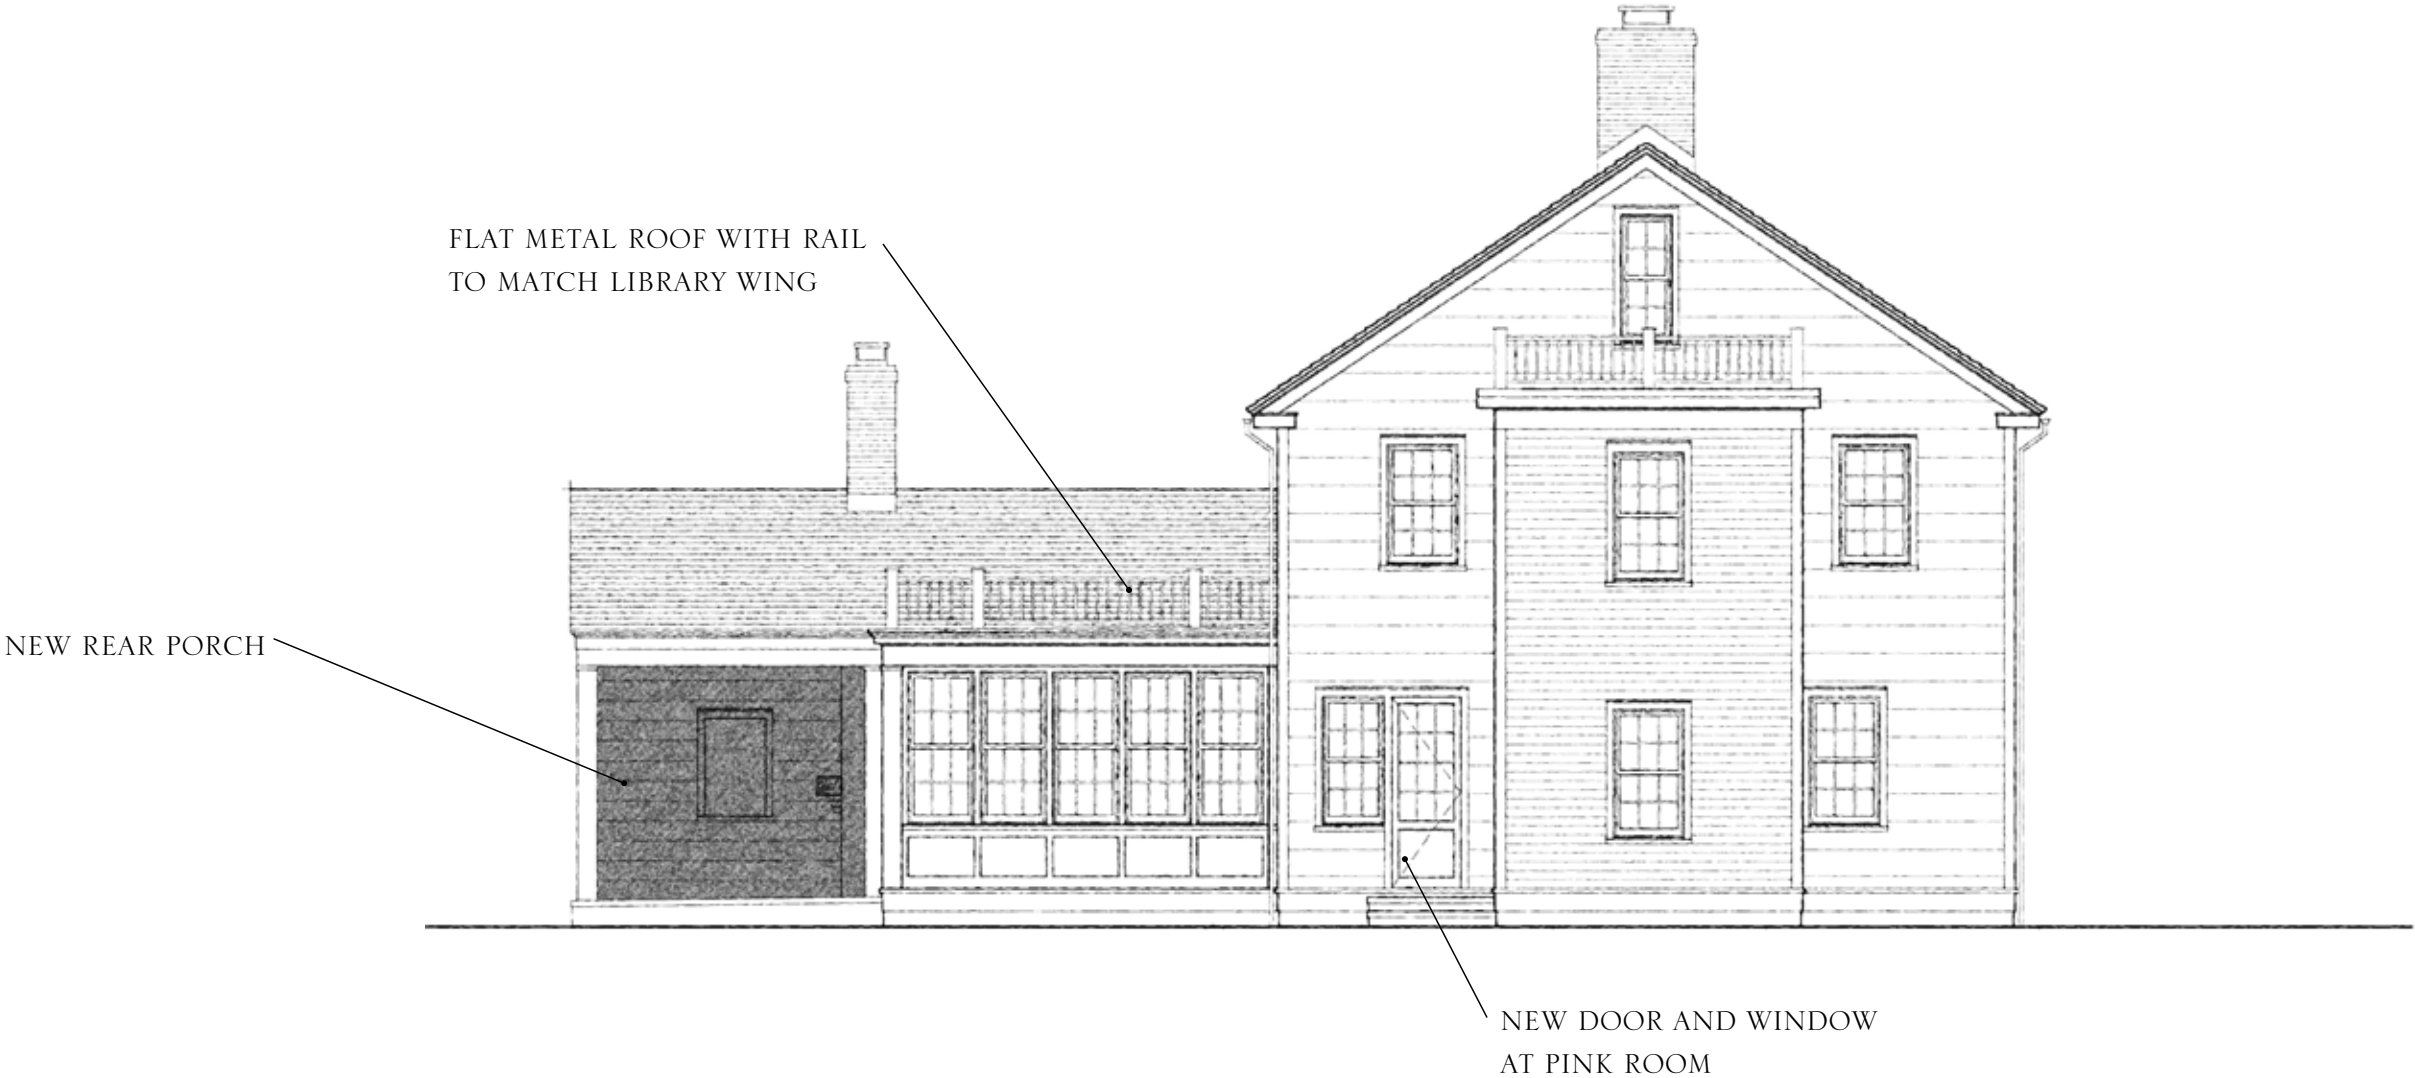 FLAT METAL ROOF WITH RAIL
TO MATCH LIBRARY WING
NEW REAR PORCH
NEW DOOR AND WINDOW
AT PINK ROOM